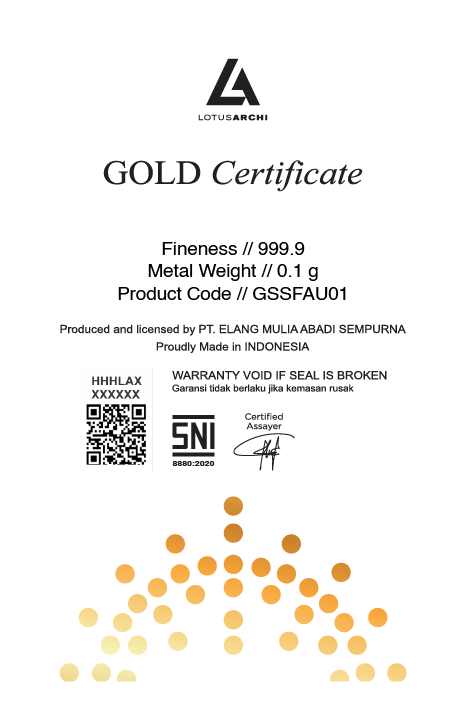 LOTUSARCHI
GOLD Certificate
Fineness // 999.9
Metal Weight // 0.1 g
Product Code // GSSFAU01
Produced and licensed by PT. ELANG MULIA ABADI SEMPURNA
Proudly Made in INDONESIA
HHHLAX
XXXXXX
WARRANTY VOID IF SEAL IS BROKEN
Garansi tidak berlaku jika kemasan rusak
SNI
8880:2020
Certified
Assayer